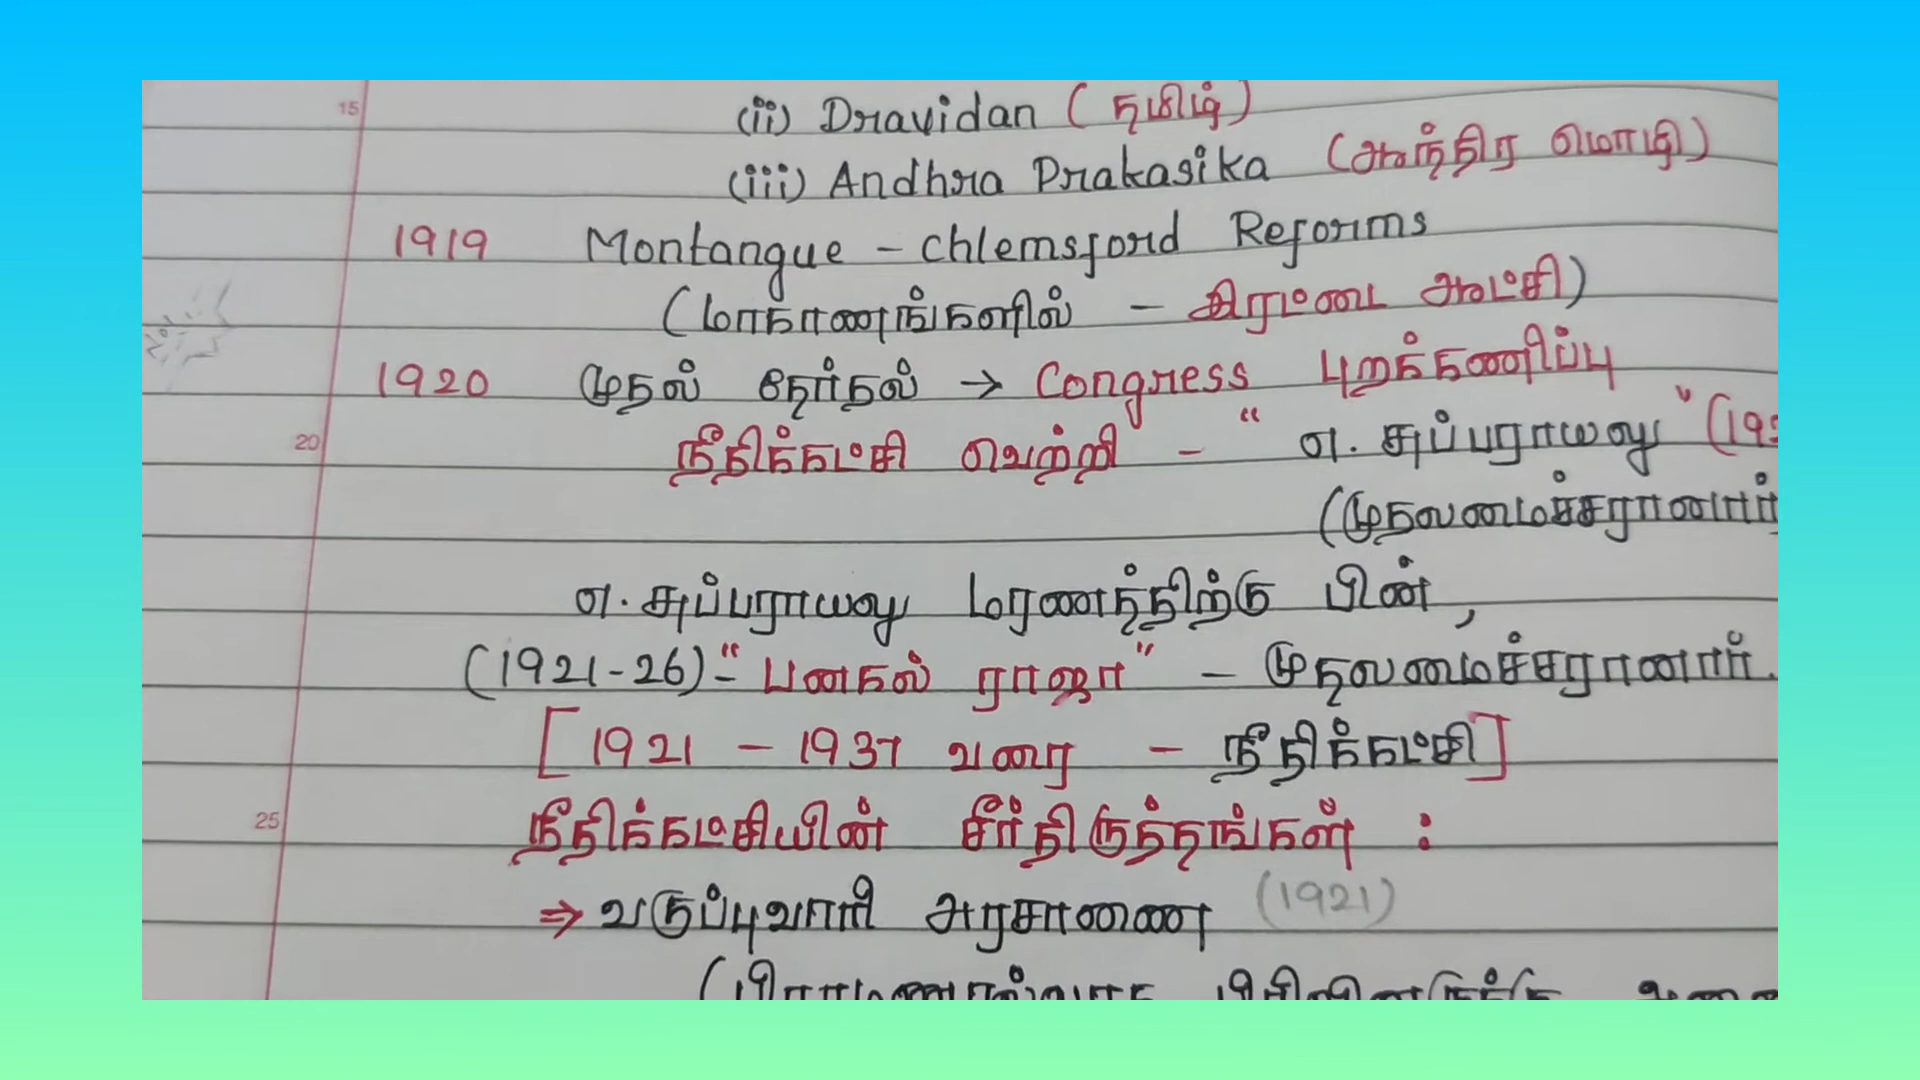 15
(ii) Dravidan (தமிழ்)
(iii) Andhra Prakasika (ஆந்திர மொழி)
1919 Montangue - Chlemsford Reforms
(மாகாணங்களில் - இரட்டை ஆட்சி)
1920 முதல் தேர்தல் → Congress புறக்கணிப்பு
20 நீதிக்கட்சி வெற்றி - " எ. சுப்பராயலு " (19
(முதலமைச்சரானார்
எ. சுப்பராயலு மரணத்திற்கு பின்,
(1921-26) - "பனகல் ராஜா" - முதலமைச்சரானார்.
[1921 - 1937 வரை - நீதிக்கட்சி]
25 நீதிக்கட்சியின் சீர்திருத்தங்கள் :
⇒ வகுப்புவாரி அரசாணை (1921)